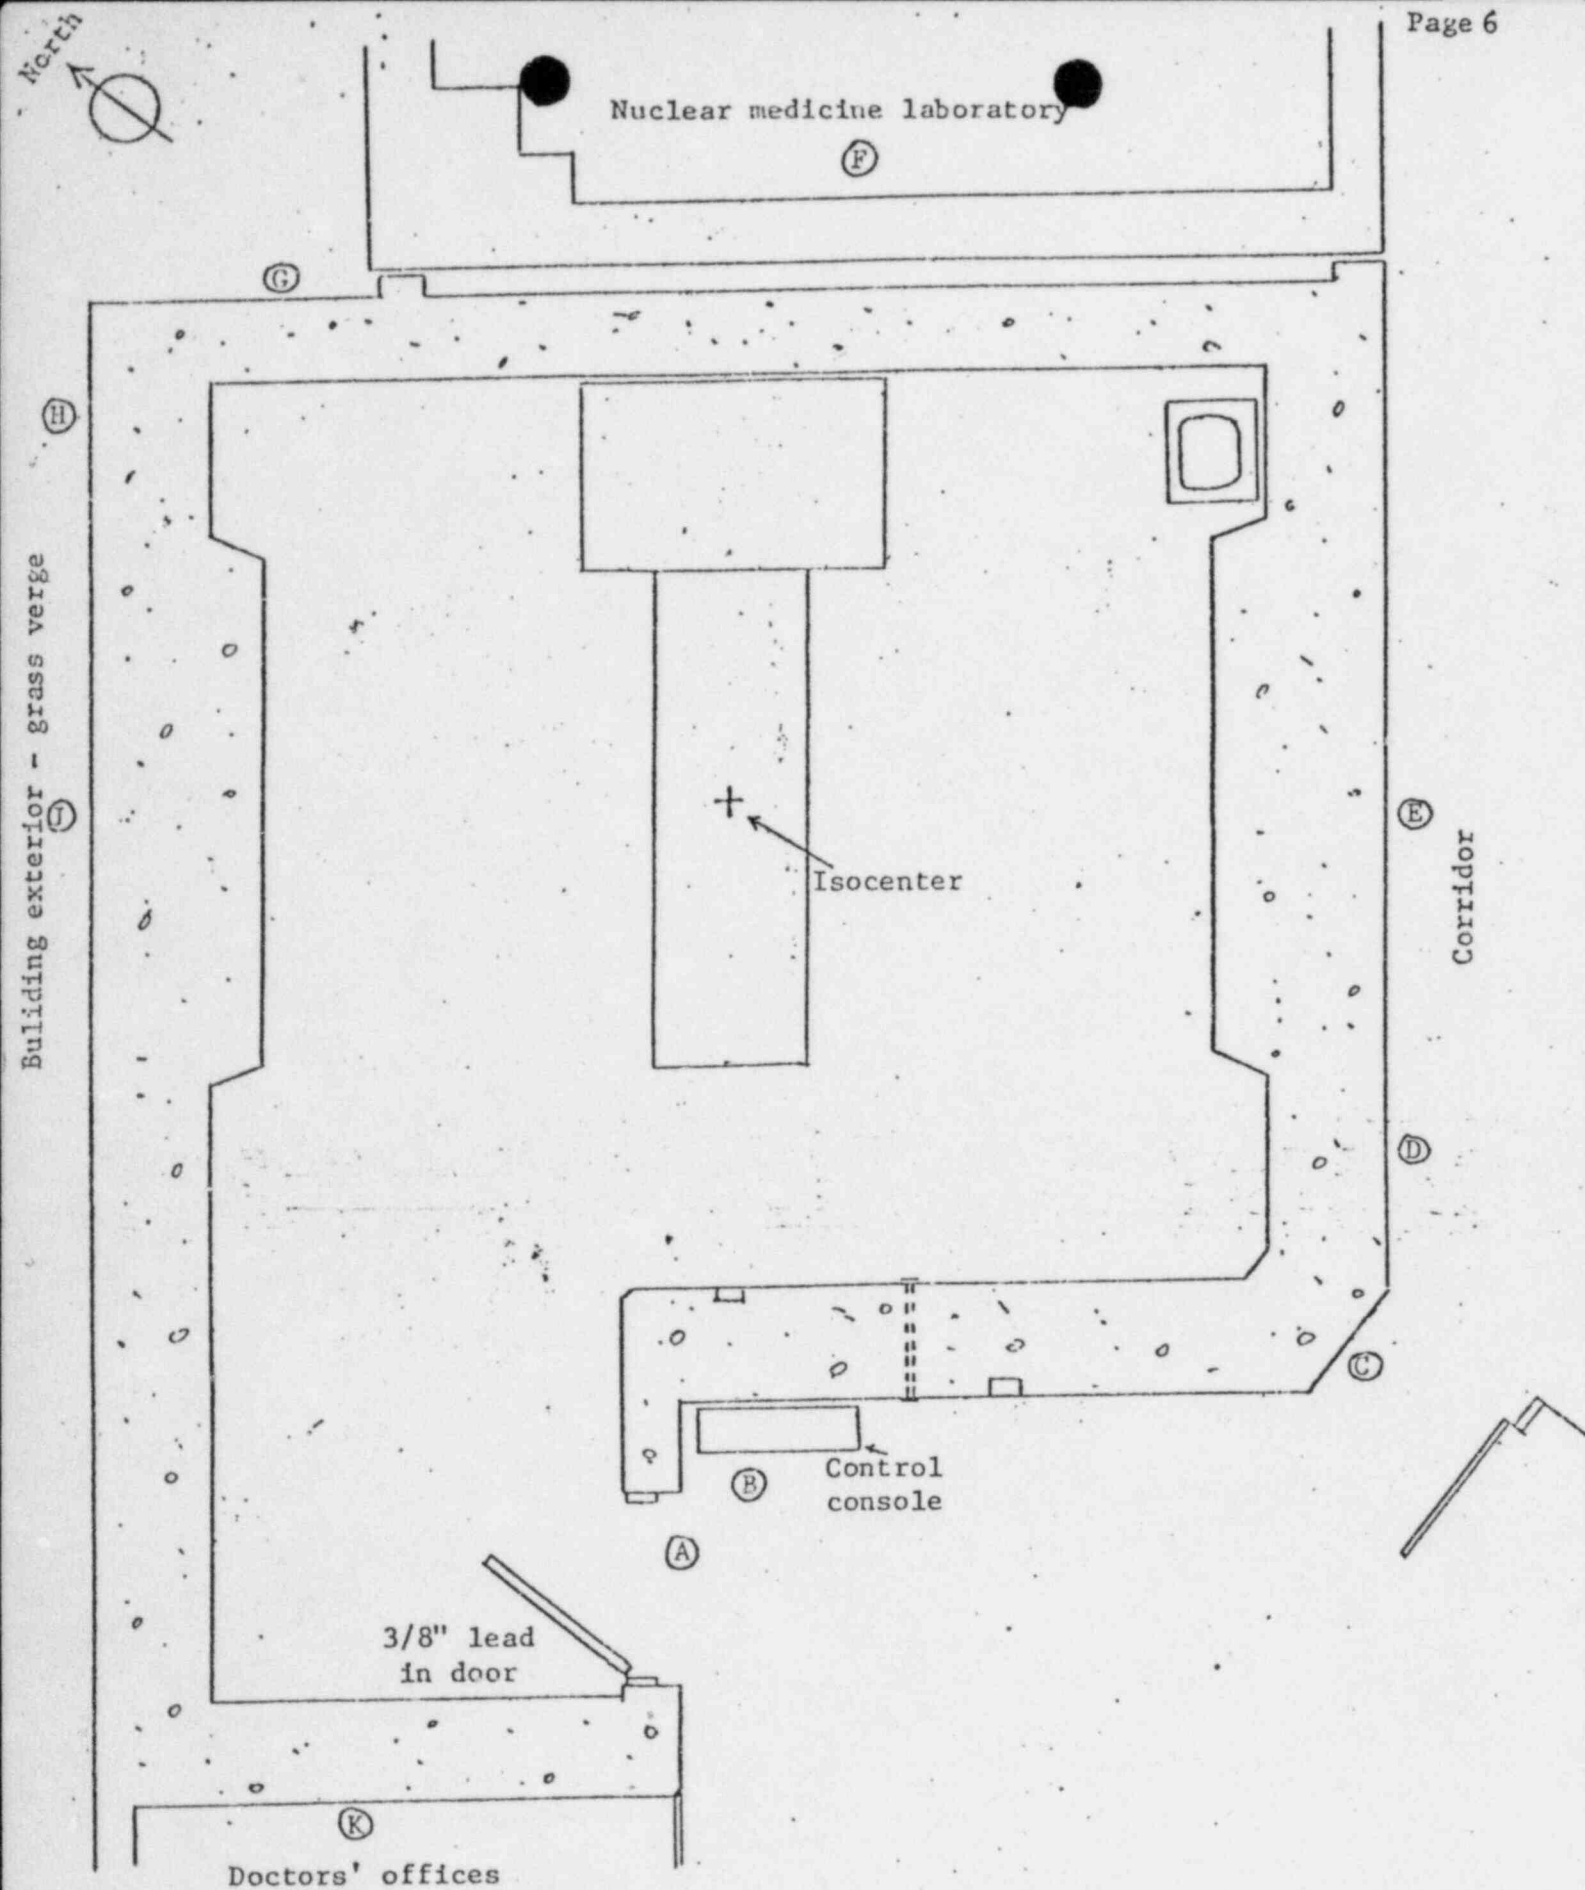 Page 6
North
Nuclear medicine laboratory
F
G
H
Buliding exterior - grass verge
J
Isocenter
E
Corridor
D
C
Control
console
B
A
3/8" lead
in door
K
Doctors' offices